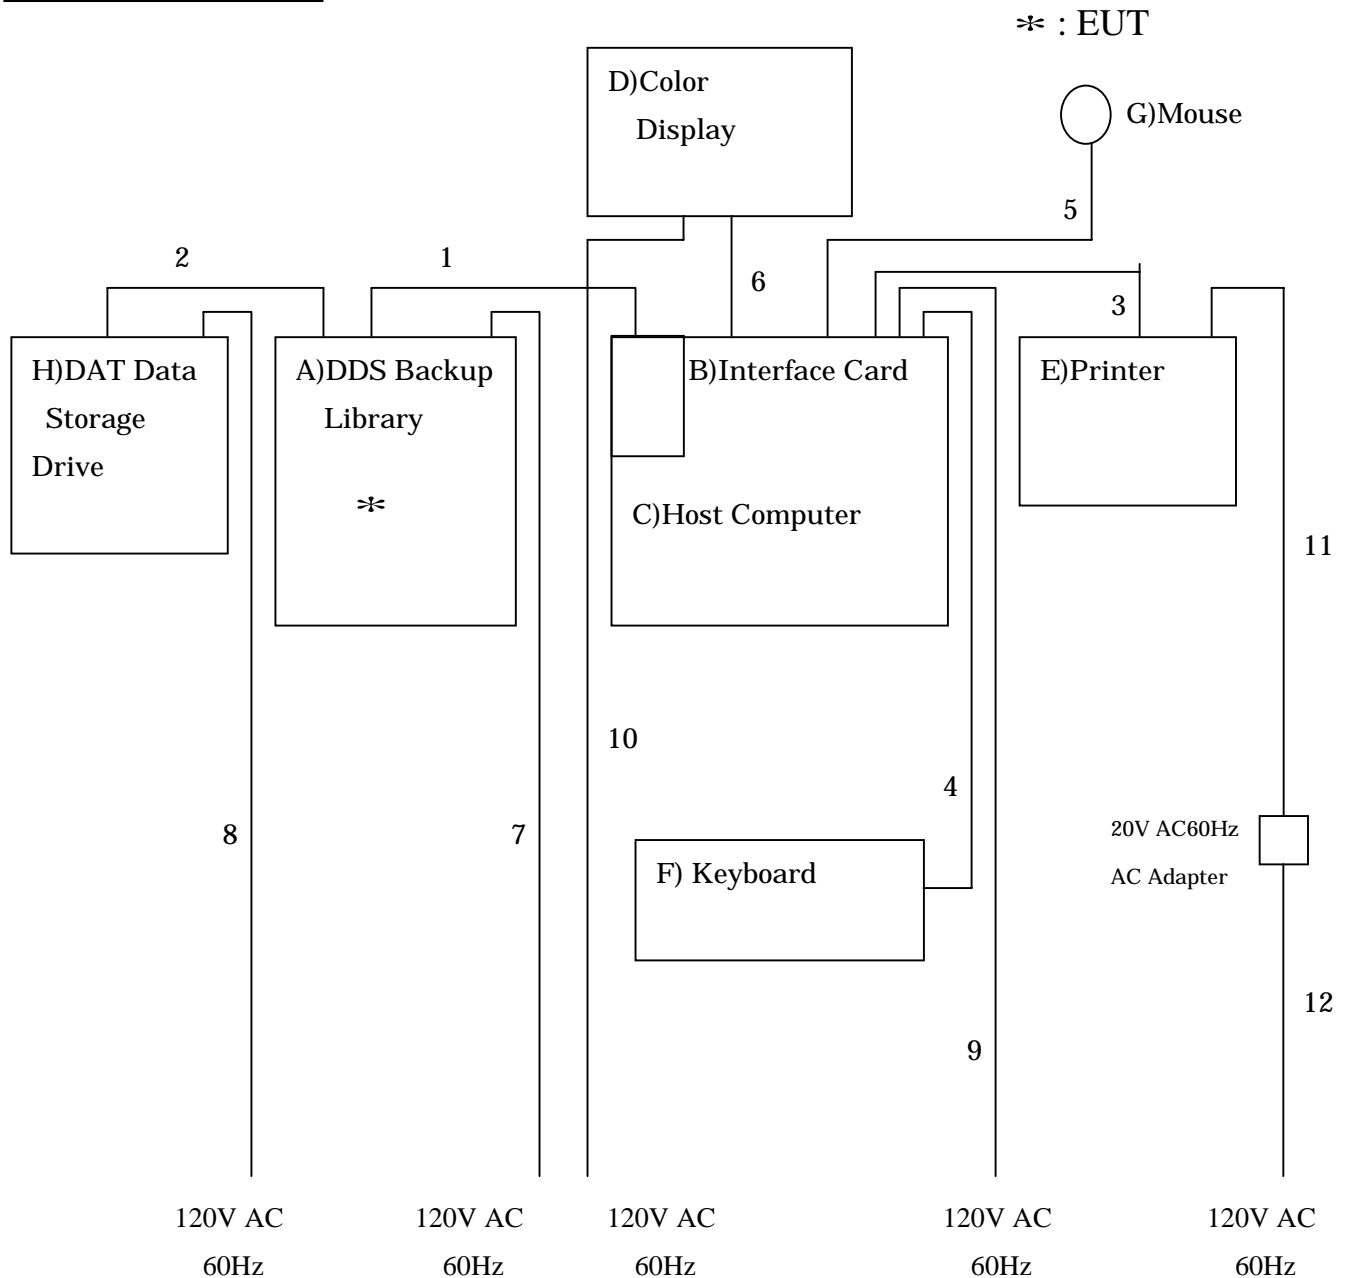 * : EUT
D)Color
Display
G)Mouse
5
2
1
6
3
H)DAT Data
Storage
Drive
A)DDS Backup
Library
*
B)Interface Card
C)Host Computer
E)Printer
11
10
4
8
7
20V AC60Hz
AC Adapter
F) Keyboard
12
9
120V AC
60Hz
120V AC
60Hz
120V AC
60Hz
120V AC
60Hz
120V AC
60Hz